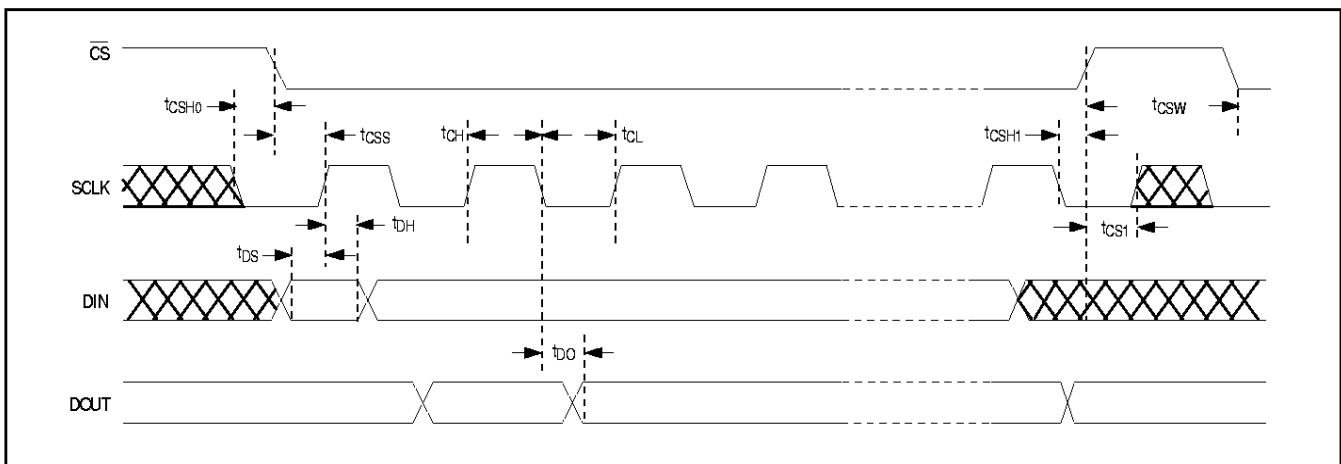 CS
tCSH0
tCSS
tCH
tCL
tCSH1
tCSW
SCLK
tDH
tCS1
tDS
DIN
tDO
DOUT